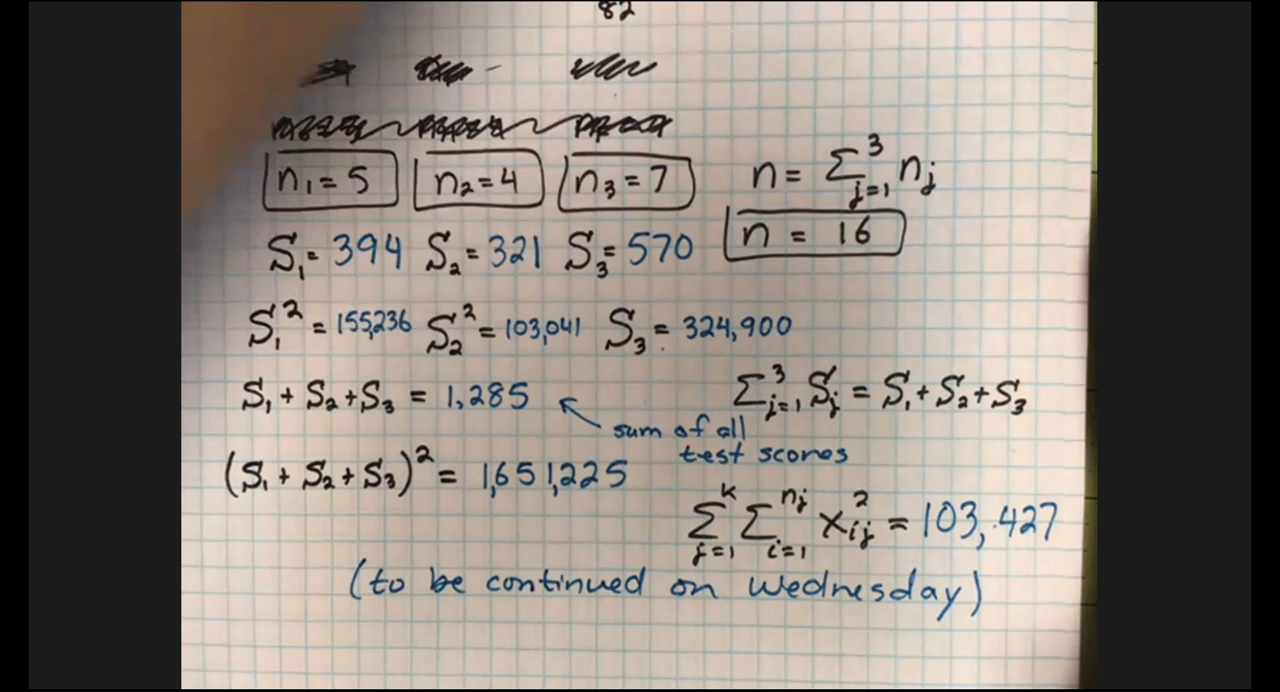 82
n₁ = 5 n₂ = 4 n₃ = 7 n = Σ³ⱼ₌₁ nⱼ
n = 16
S₁ = 394 S₂ = 321 S₃ = 570
S₁² = 155,236 S₂² = 103,041 S₃ = 324,900
S₁ + S₂ + S₃ = 1,285 Σ³ⱼ₌₁ Sⱼ = S₁ + S₂ + S₃
sum of all
test scores
(S₁ + S₂ + S₃)² = 1,651,225
Σᵏⱼ₌₁ Σⁿʲᵢ₌₁ xᵢⱼ² = 103,427
(to be continued on Wednesday)